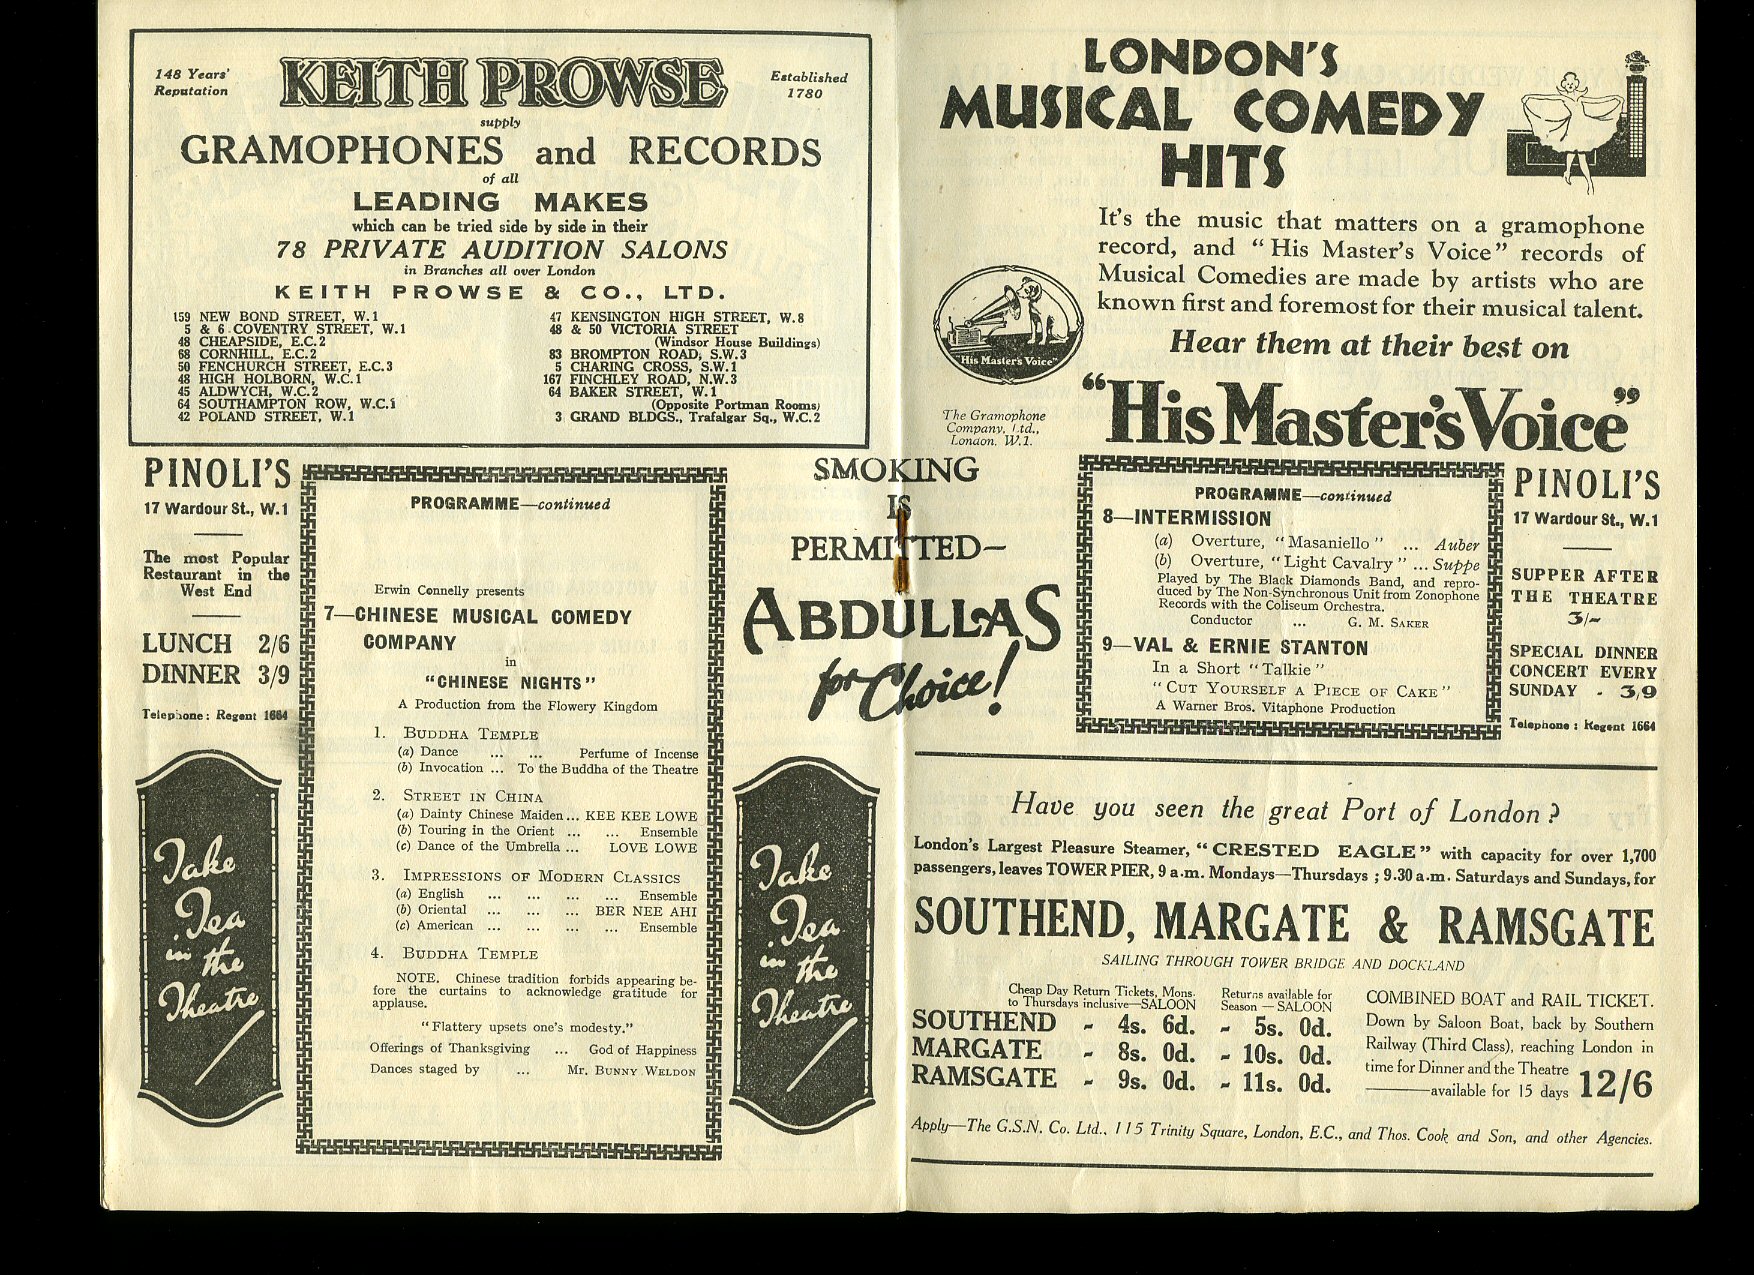 148 Years'
Reputation
KEITH PROWSE
Established
1780
supply
GRAMOPHONES and RECORDS
of all
LEADING MAKES
which can be tried side by side in their
78 PRIVATE AUDITION SALONS
in Branches all over London
KEITH PROWSE & CO., LTD.
159 NEW BOND STREET, W.1
5 & 6 COVENTRY STREET, W.1
48 CHEAPSIDE, E.C.2
68 CORNHILL, E.C.2
50 FENCHURCH STREET, E.C.3
48 HIGH HOLBORN, W.C.1
45 ALDWYCH, W.C.2
64 SOUTHAMPTON ROW, W.C.1
42 POLAND STREET, W.1
47 KENSINGTON HIGH STREET, W.8
48 & 50 VICTORIA STREET
(Windsor House Buildings)
83 BROMPTON ROAD, S.W.3
5 CHARING CROSS, S.W.1
167 FINCHLEY ROAD, N.W.3
64 BAKER STREET, W.1
(Opposite Portman Rooms)
3 GRAND BLDGS., Trafalgar Sq., W.C.2
PINOLI'S
17 Wardour St., W.1
The most Popular
Restaurant in the
West End
LUNCH 2/6
DINNER 3/9
Telephone: Regent 1664
Take
Tea
in the
Theatre
PROGRAMME—continued
Erwin Connelly presents
7—CHINESE MUSICAL COMEDY
COMPANY
in
"CHINESE NIGHTS"
A Production from the Flowery Kingdom
1. BUDDHA TEMPLE
(a) Dance ... ... Perfume of Incense
(b) Invocation ... To the Buddha of the Theatre
2. STREET IN CHINA
(a) Dainty Chinese Maiden ... KEE KEE LOWE
(b) Touring in the Orient ... ... Ensemble
(c) Dance of the Umbrella ... LOVE LOWE
3. IMPRESSIONS OF MODERN CLASSICS
(a) English ... ... ... ... Ensemble
(b) Oriental ... ... ... BER NEE AHI
(c) American ... ... ... ... Ensemble
4. BUDDHA TEMPLE
NOTE. Chinese tradition forbids appearing be-
fore the curtains to acknowledge gratitude for
applause.
"Flattery upsets one's modesty."
Offerings of Thanksgiving ... God of Happiness
Dances staged by ... Mr. BUNNY WELDON
SMOKING
IS
PERMITTED—
ABDULLAS
for Choice!
Take
Tea
in the
Theatre
LONDON'S
MUSICAL COMEDY
HITS
It's the music that matters on a gramophone
record, and "His Master's Voice" records of
Musical Comedies are made by artists who are
known first and foremost for their musical talent.
Hear them at their best on
"His Master's Voice"
"His Master's Voice"
The Gramophone
Company, Ltd.,
London, W.1.
PROGRAMME—continued
8—INTERMISSION
(a) Overture, "Masaniello" ... Auber
(b) Overture, "Light Cavalry" ... Suppe
Played by The Black Diamonds Band, and repro-
duced by The Non-Synchronous Unit from Zonophone
Records with the Coliseum Orchestra.
Conductor ... G. M. SAKER
9—VAL & ERNIE STANTON
In a Short "Talkie"
"CUT YOURSELF A PIECE OF CAKE"
A Warner Bros. Vitaphone Production
PINOLI'S
17 Wardour St., W.1
SUPPER AFTER
THE THEATRE
3/-
SPECIAL DINNER
CONCERT EVERY
SUNDAY - 3/9
Telephone: Regent 1664
Have you seen the great Port of London?
London's Largest Pleasure Steamer, "CRESTED EAGLE" with capacity for over 1,700
passengers, leaves TOWER PIER, 9 a.m. Mondays—Thursdays; 9.30 a.m. Saturdays and Sundays, for
SOUTHEND, MARGATE & RAMSGATE
SAILING THROUGH TOWER BRIDGE AND DOCKLAND
Cheap Day Return Tickets, Mons.
to Thursdays inclusive—SALOON
Returns available for
Season — SALOON
SOUTHEND - 4s. 6d. - 5s. 0d.
MARGATE - 8s. 0d. - 10s. 0d.
RAMSGATE - 9s. 0d. - 11s. 0d.
COMBINED BOAT and RAIL TICKET.
Down by Saloon Boat, back by Southern
Railway (Third Class), reaching London in
time for Dinner and the Theatre
available for 15 days 12/6
Apply—The G.S.N. Co. Ltd., 115 Trinity Square, London, E.C., and Thos. Cook and Son, and other Agencies.